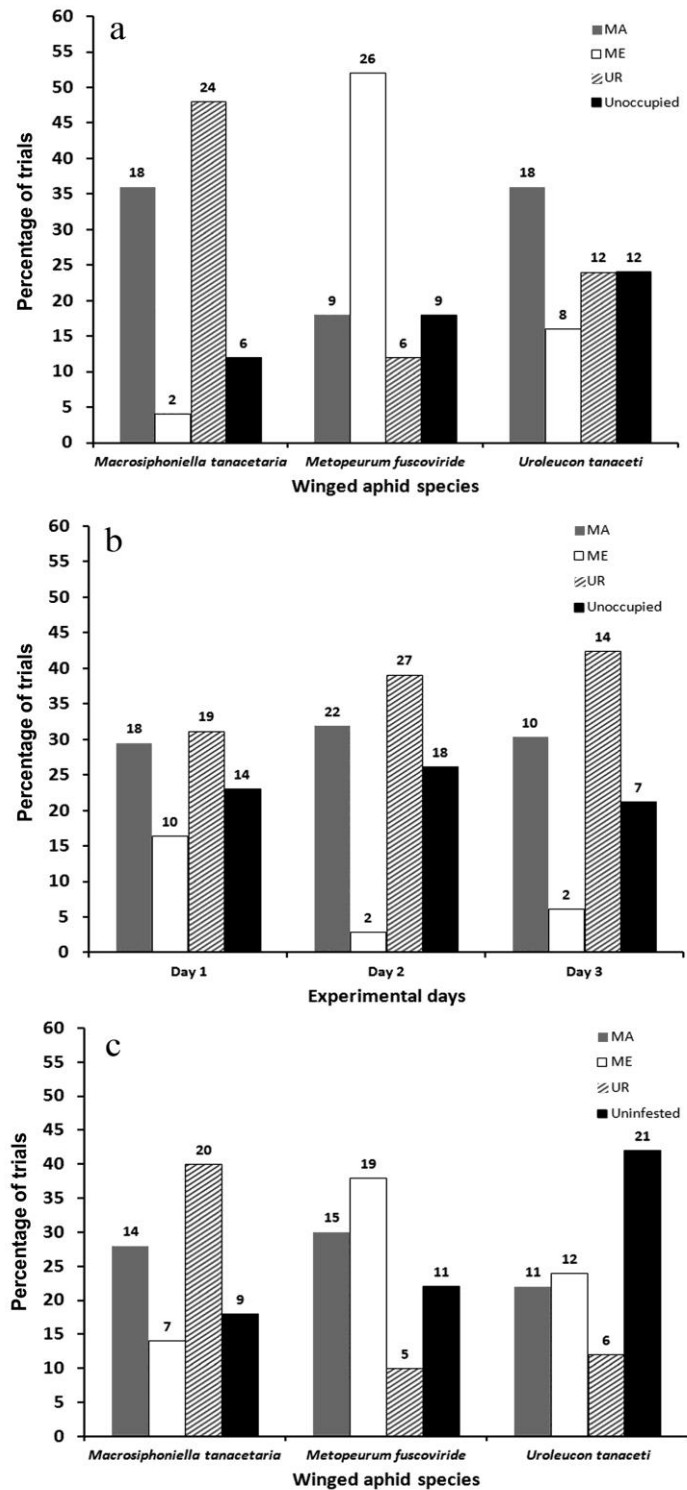 a
MA
ME
UR
Unoccupied
Percentage of trials
60
55
50
45
40
35
30
25
20
15
10
5
0
18
2
24
6
9
26
6
9
18
8
12
12
Macrosiphoniella tanacetaria
Metopeurum fuscoviride
Uroleucon tanaceti
Winged aphid species
b
MA
ME
UR
Unoccupied
Percentage of trials
60
55
50
45
40
35
30
25
20
15
10
5
0
18
10
19
14
22
2
27
18
10
2
14
7
Day 1
Day 2
Day 3
Experimental days
c
MA
ME
UR
Uninfested
Percentage of trials
60
55
50
45
40
35
30
25
20
15
10
5
0
14
7
20
9
15
19
5
11
11
12
6
21
Macrosiphoniella tanacetaria
Metopeurum fuscoviride
Uroleucon tanaceti
Winged aphid species